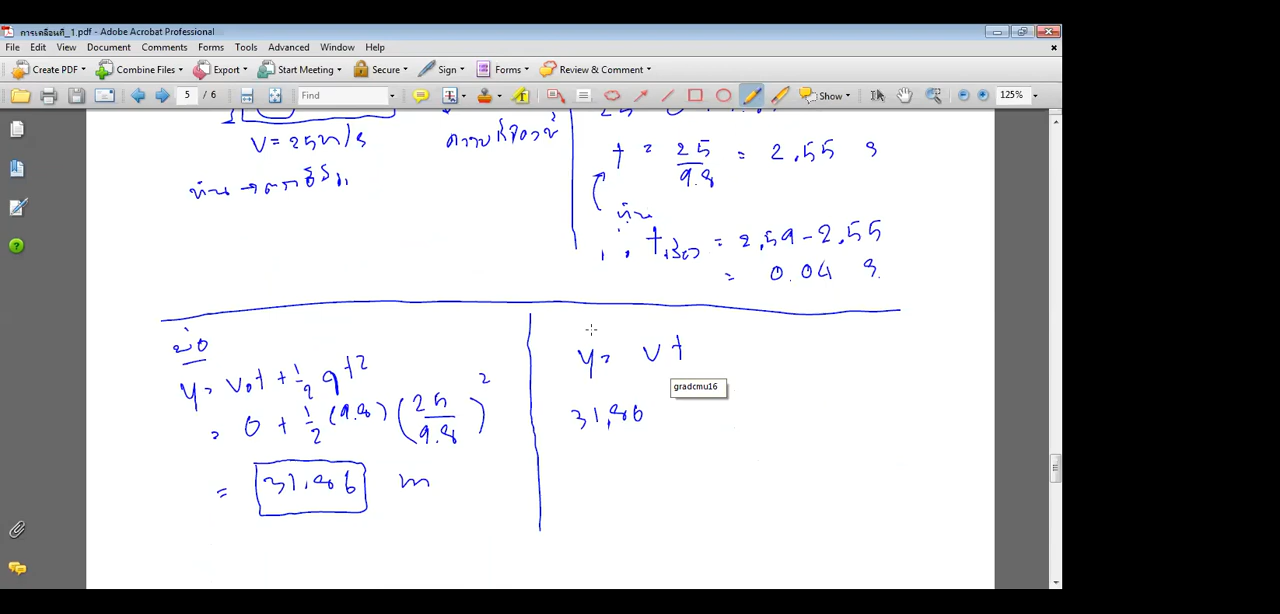 การเคลื่อนที่_1.pdf - Adobe Acrobat Professional
File Edit View Document Comments Forms Tools Advanced Window Help
Create PDF Combine Files Export Start Meeting Secure Sign Forms Review & Comment
5 / 6 Find Show 125%
V = 25 m/s
t = 25/9.8 = 2.55 s
หิน
∴ t = 2.59 - 2.55
= 0.04 s.
y = v₀t + ½gt²
= 0 + ½(9.8)(25/9.8)²
= 31.86 m
y = vt
gradcmu16
31.86